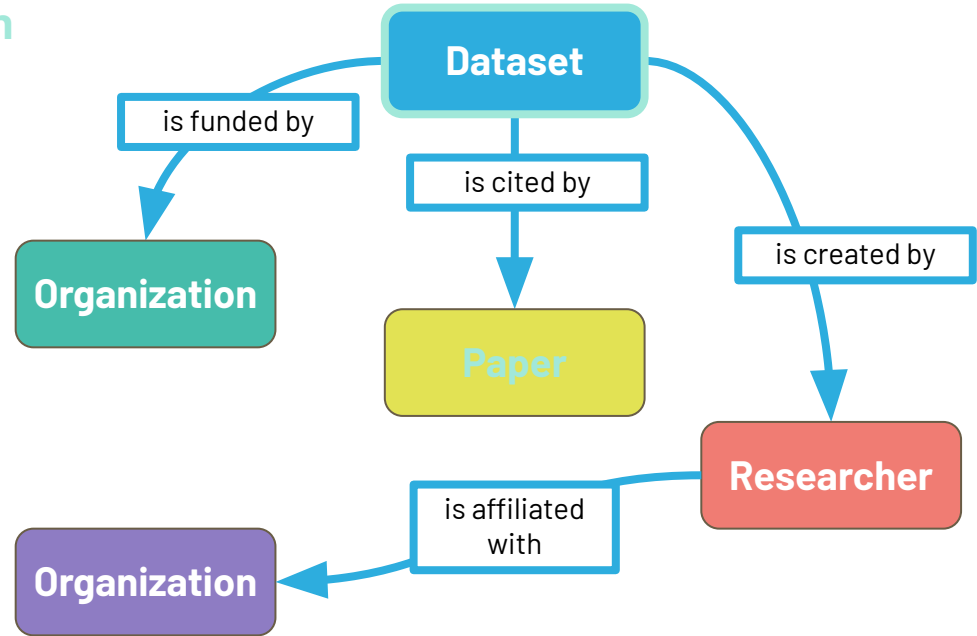 Dataset
is funded by
is cited by
is created by
Organization
Paper
Researcher
is affiliated
with
Organization